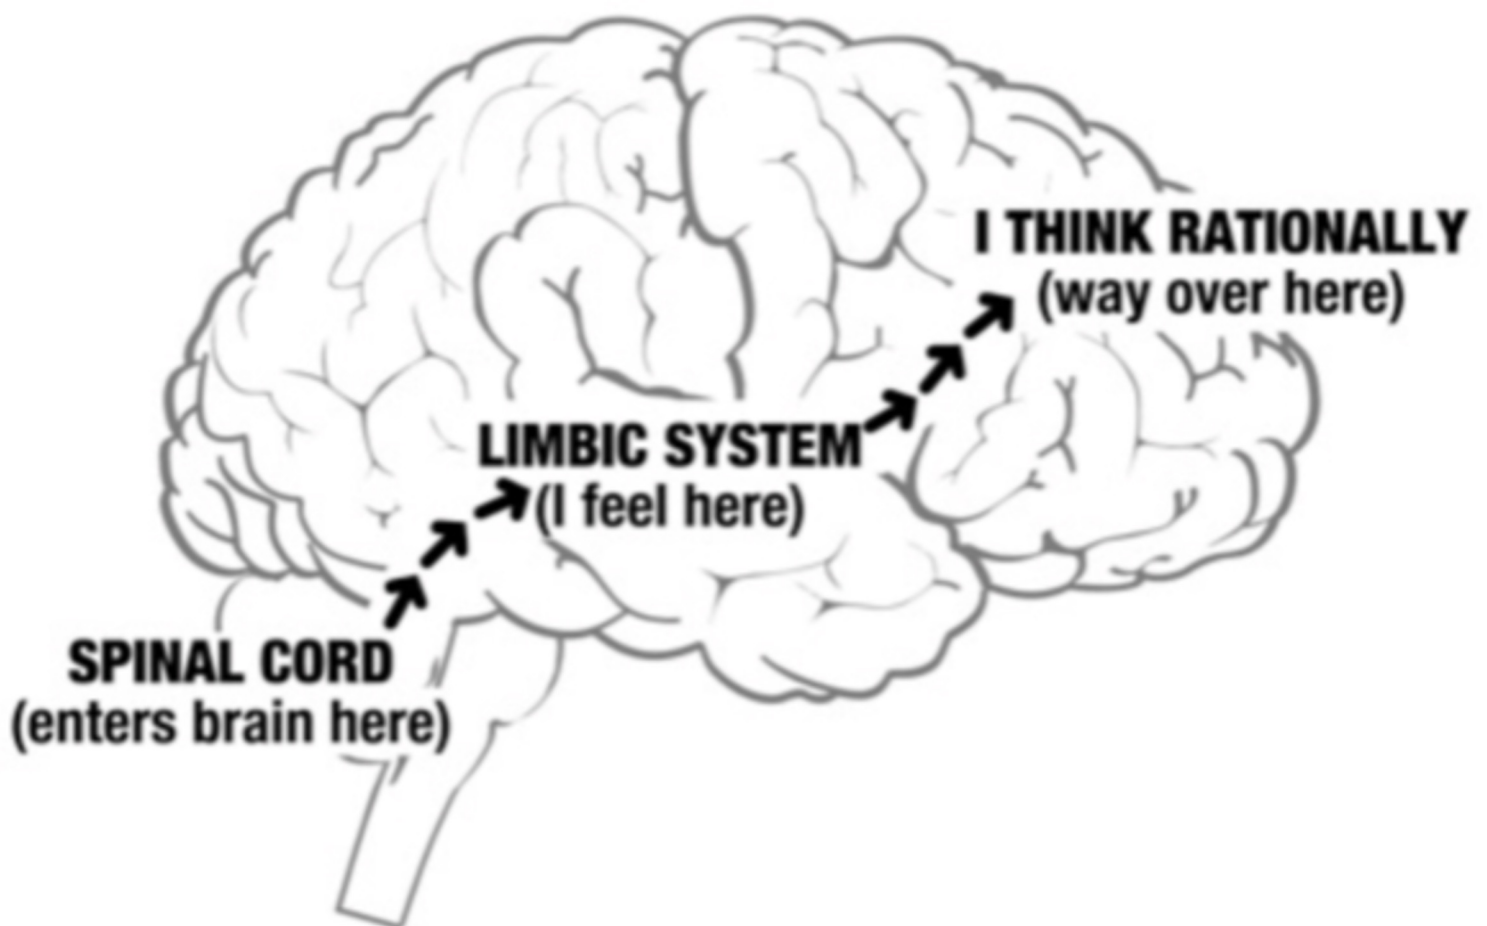 I THINK RATIONALLY
(way over here)
LIMBIC SYSTEM
(I feel here)
SPINAL CORD
(enters brain here)